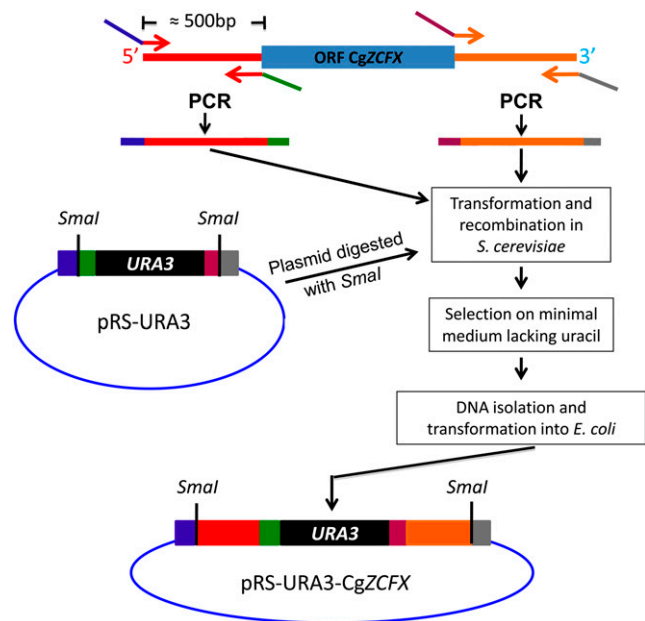 ≈ 500bp
5’
ORF CgZCFX
3’
PCR
PCR
SmaI
SmaI
URA3
pRS-URA3
Plasmid digested
with SmaI
Transformation and
recombination in
S. cerevisiae
Selection on minimal
medium lacking uracil
DNA isolation and
transformation into E. coli
SmaI
SmaI
URA3
pRS-URA3-CgZCFX